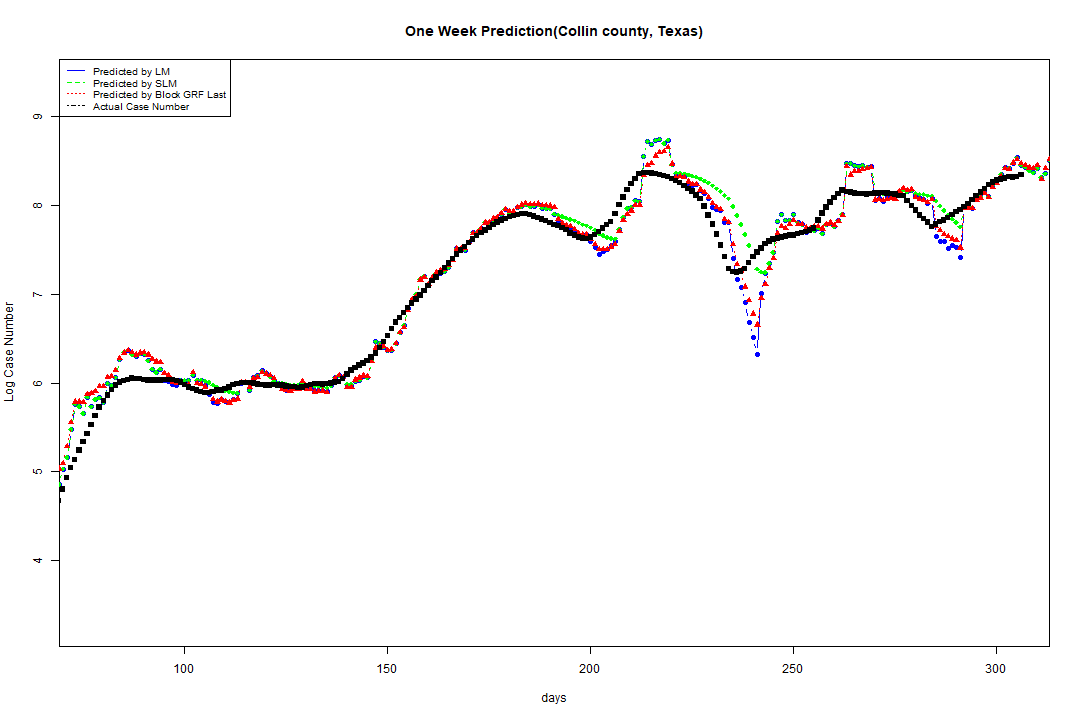 One Week Prediction(Collin county, Texas)
Predicted by LM
Predicted by SLM
Predicted by Block GRF Last
Actual Case Number
9
8
7
6
5
4
Log Case Number
100 150 200 250 300
days